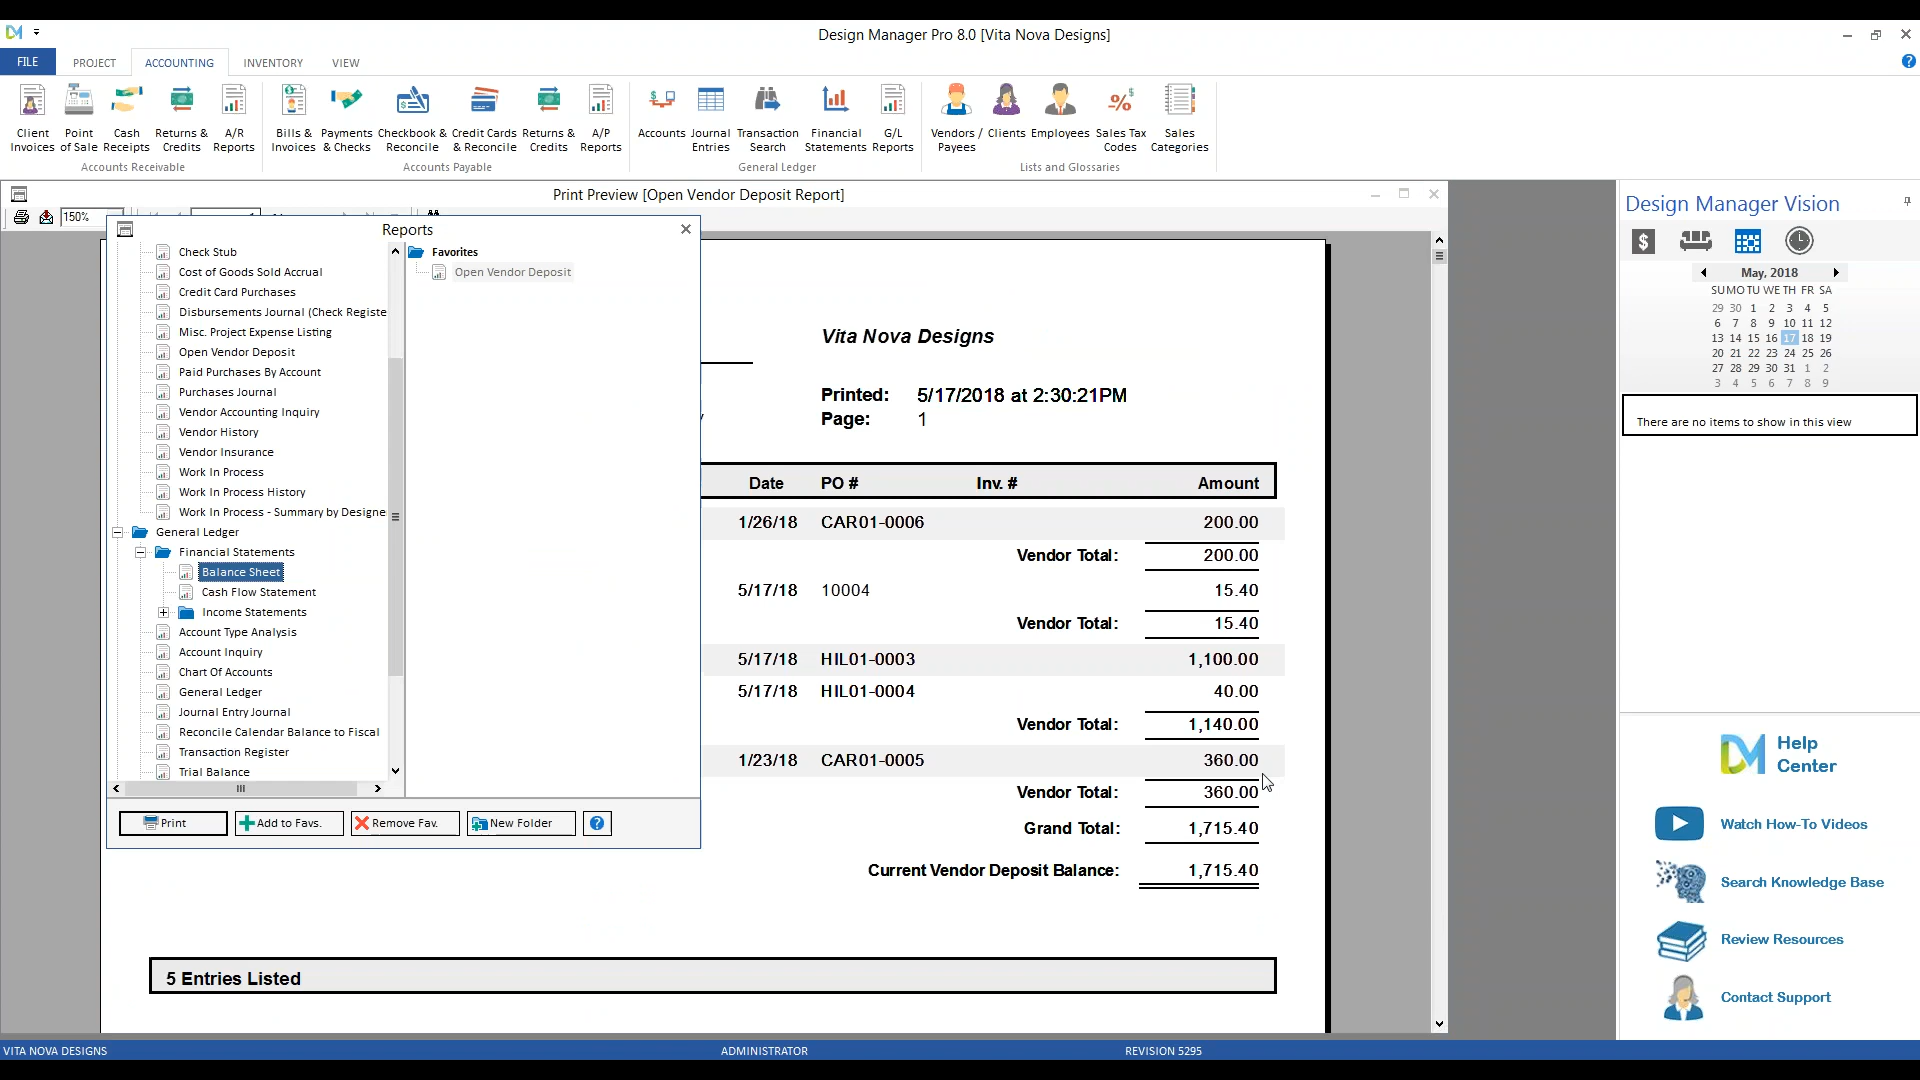 Design Manager Pro 8.0 [Vita Nova Designs]
FILE PROJECT ACCOUNTING INVENTORY VIEW
Client Invoices
Point of Sale
Cash Receipts
Returns & Credits
A/R Reports
Bills & Invoices
Payments & Checks
Checkbook & Reconcile
Credit Cards & Reconcile
Returns & Credits
A/P Reports
Accounts
Journal Entries
Transaction Search
Financial Statements
G/L Reports
Vendors / Payees
Clients
Employees
Sales Tax Codes
Sales Categories
Accounts Receivable
Accounts Payable
General Ledger
Lists and Glossaries
Print Preview [Open Vendor Deposit Report]
150%
Reports
Check Stub
Cost of Goods Sold Accrual
Credit Card Purchases
Disbursements Journal (Check Registe
Misc. Project Expense Listing
Open Vendor Deposit
Paid Purchases By Account
Purchases Journal
Vendor Accounting Inquiry
Vendor History
Vendor Insurance
Work In Process
Work In Process History
Work In Process - Summary by Designe
General Ledger
Financial Statements
Balance Sheet
Cash Flow Statement
Income Statements
Account Type Analysis
Account Inquiry
Chart Of Accounts
General Ledger
Journal Entry Journal
Reconcile Calendar Balance to Fiscal
Transaction Register
Trial Balance
Favorites
Open Vendor Deposit
Print
Add to Favs.
Remove Fav.
New Folder
Vita Nova Designs
Printed: 5/17/2018 at 2:30:21PM
Page: 1
Date PO # Inv. # Amount
1/26/18 CAR01-0006 200.00
Vendor Total: 200.00
5/17/18 10004 15.40
Vendor Total: 15.40
5/17/18 HIL01-0003 1,100.00
5/17/18 HIL01-0004 40.00
Vendor Total: 1,140.00
1/23/18 CAR01-0005 360.00
Vendor Total: 360.00
Grand Total: 1,715.40
Current Vendor Deposit Balance: 1,715.40
5 Entries Listed
Design Manager Vision
May, 2018
SU MO TU WE TH FR SA
29 30 1 2 3 4 5
6 7 8 9 10 11 12
13 14 15 16 17 18 19
20 21 22 23 24 25 26
27 28 29 30 31 1 2
3 4 5 6 7 8 9
There are no items to show in this view
DM Help Center
Watch How-To Videos
Search Knowledge Base
Review Resources
Contact Support
VITA NOVA DESIGNS ADMINISTRATOR REVISION 5295